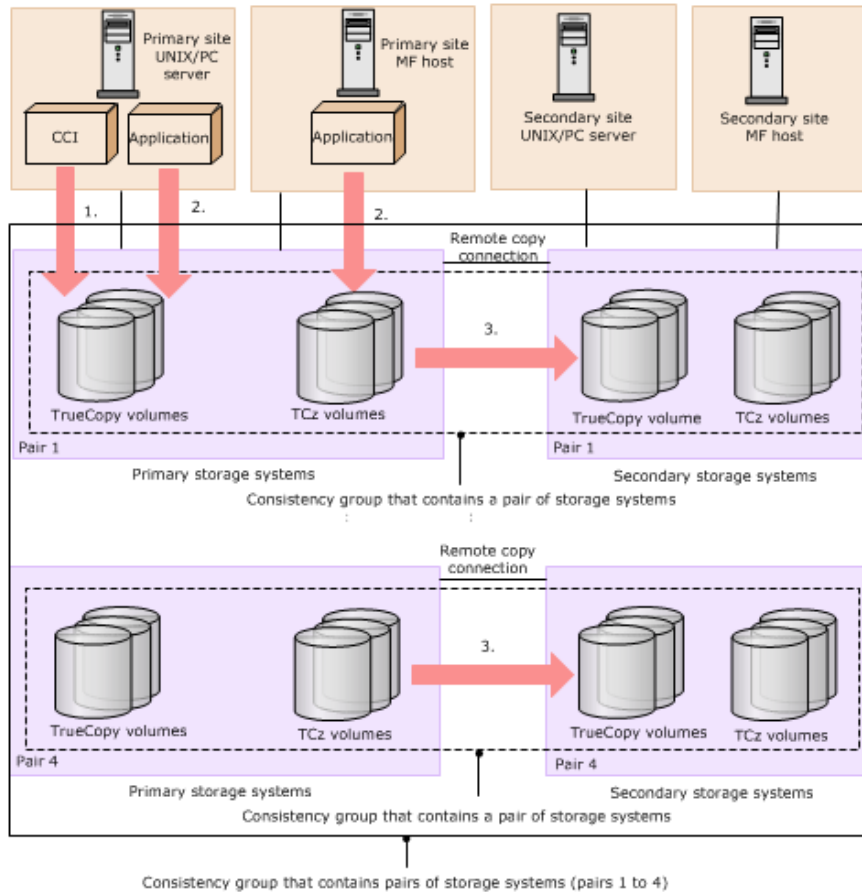 Primary site
UNIX/PC
server
CCI
Application
Primary site
MF host
Application
Secondary site
UNIX/PC server
Secondary site
MF host
1.
2.
2.
Remote copy
connection
3.
TrueCopy volumes
TCz volumes
TrueCopy volume
TCz volumes
Pair 1
Pair 1
Primary storage systems
Secondary storage systems
Consistency group that contains a pair of storage systems
Remote copy
connection
3.
TrueCopy volumes
TCz volumes
TrueCopy volumes
TCz volumes
Pair 4
Pair 4
Primary storage systems
Secondary storage systems
Consistency group that contains a pair of storage systems
Consistency group that contains pairs of storage systems (pairs 1 to 4)